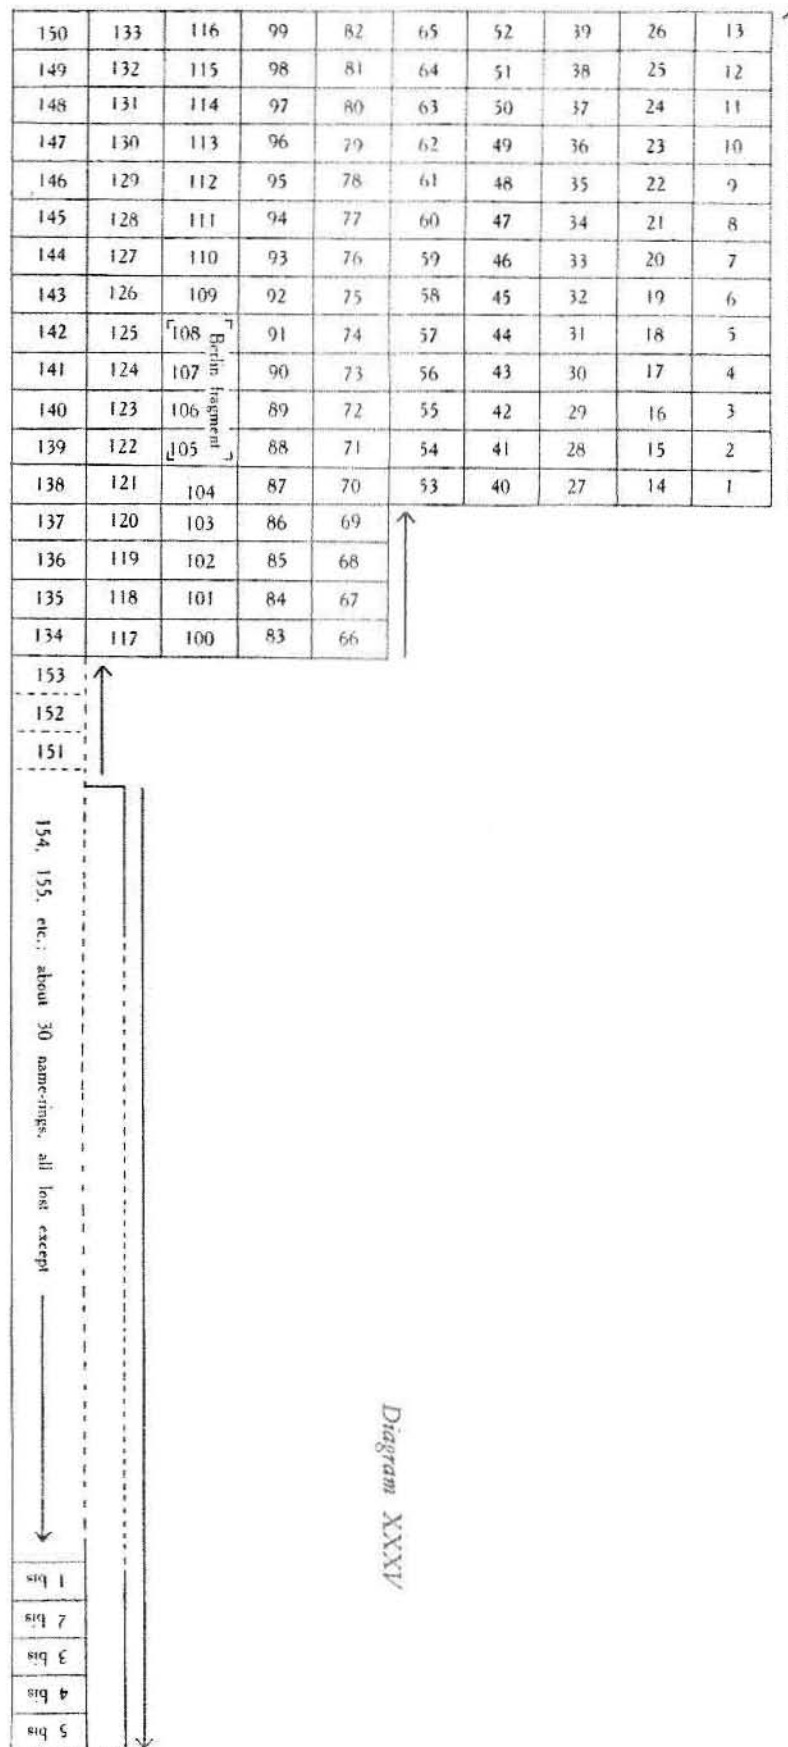 150 133 116 99 82 65 52 39 26 13
149 132 115 98 81 64 51 38 25 12
148 131 114 97 80 63 50 37 24 11
147 130 113 96 79 62 49 36 23 10
146 129 112 95 78 61 48 35 22 9
145 128 111 94 77 60 47 34 21 8
144 127 110 93 76 59 46 33 20 7
143 126 109 92 75 58 45 32 19 6
142 125 108 91 74 57 44 31 18 5
141 124 107 90 73 56 43 30 17 4
140 123 106 89 72 55 42 29 16 3
139 122 105 88 71 54 41 28 15 2
138 121 104 87 70 53 40 27 14 1
137 120 103 86 69
136 119 102 85 68
135 118 101 84 67
134 117 100 83 66
Berlin fragment
153
152
151
154, 155, etc.: about 30 name-rings, all lost except
1 bis
2 bis
3 bis
4 bis
5 bis
Diagram XXXV